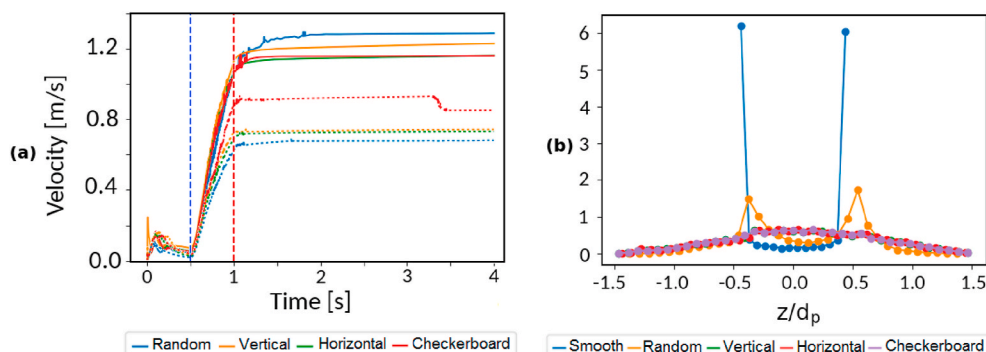 (a)
Velocity [m/s]
1.2
0.8
0.4
0.0
0 1 2 3 4
Time [s]
Random Vertical Horizontal Checkerboard
(b)
6
5
4
3
2
1
0
-1.5 -1.0 -0.5 0.0 0.5 1.0 1.5
z/dp
Smooth Random Vertical Horizontal Checkerboard